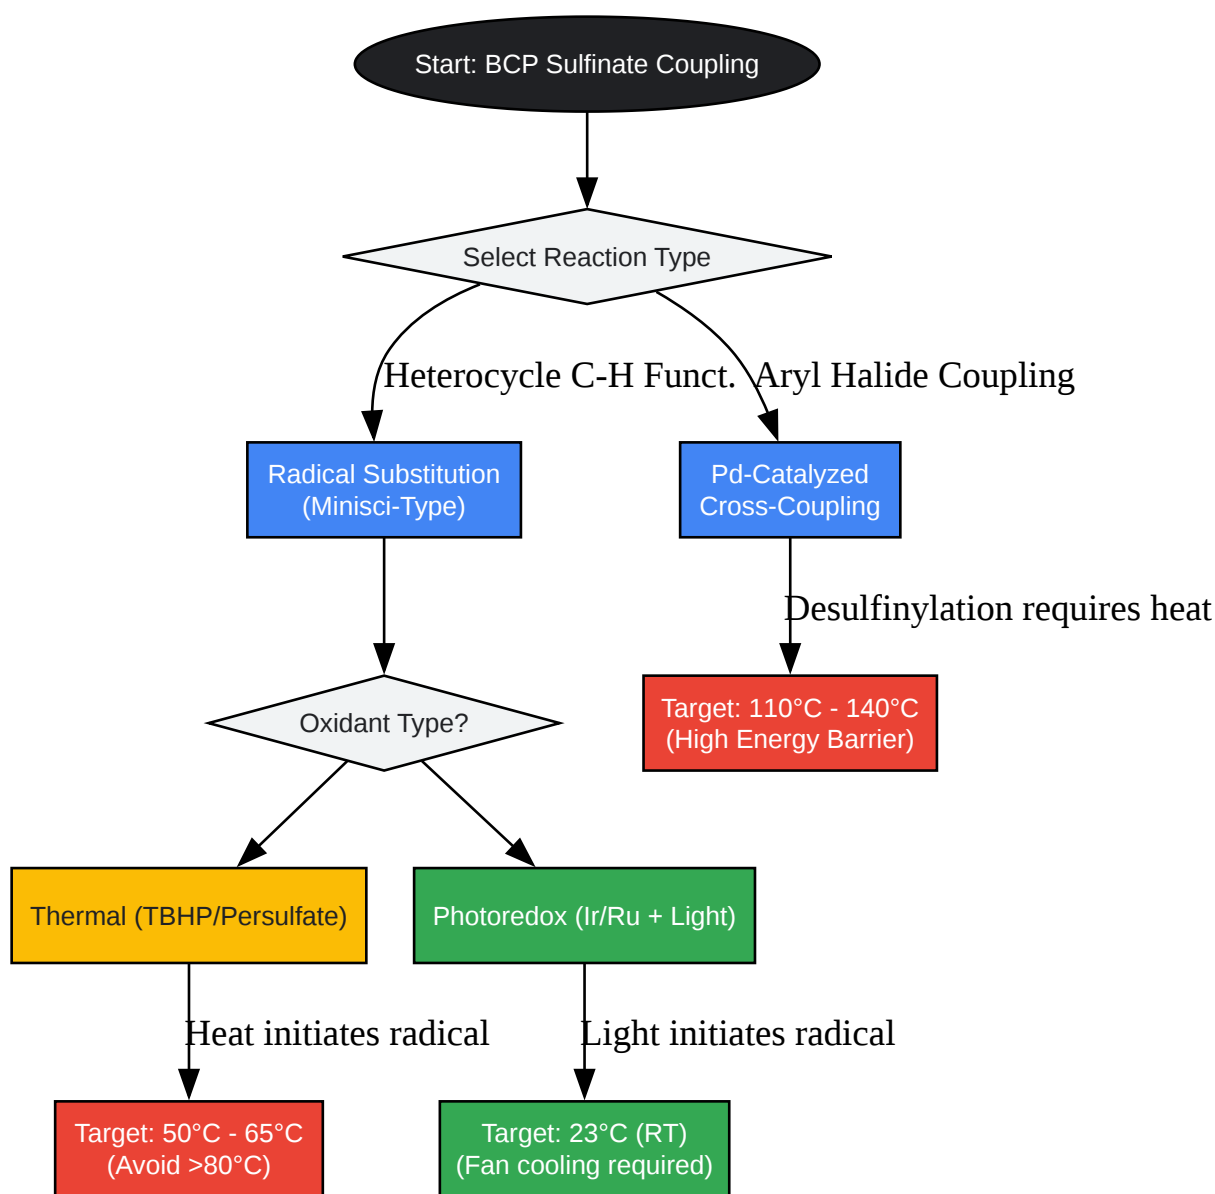 Start: BCP Sulfinate Coupling
Select Reaction Type
Heterocycle C-H Funct.
Aryl Halide Coupling
Radical Substitution
(Minisci-Type)
Pd-Catalyzed
Cross-Coupling
Desulfinylation requires heat
Oxidant Type?
Target: 110°C - 140°C
(High Energy Barrier)
Thermal (TBHP/Persulfate)
Photoredox (Ir/Ru + Light)
Heat initiates radical
Light initiates radical
Target: 50°C - 65°C
(Avoid >80°C)
Target: 23°C (RT)
(Fan cooling required)